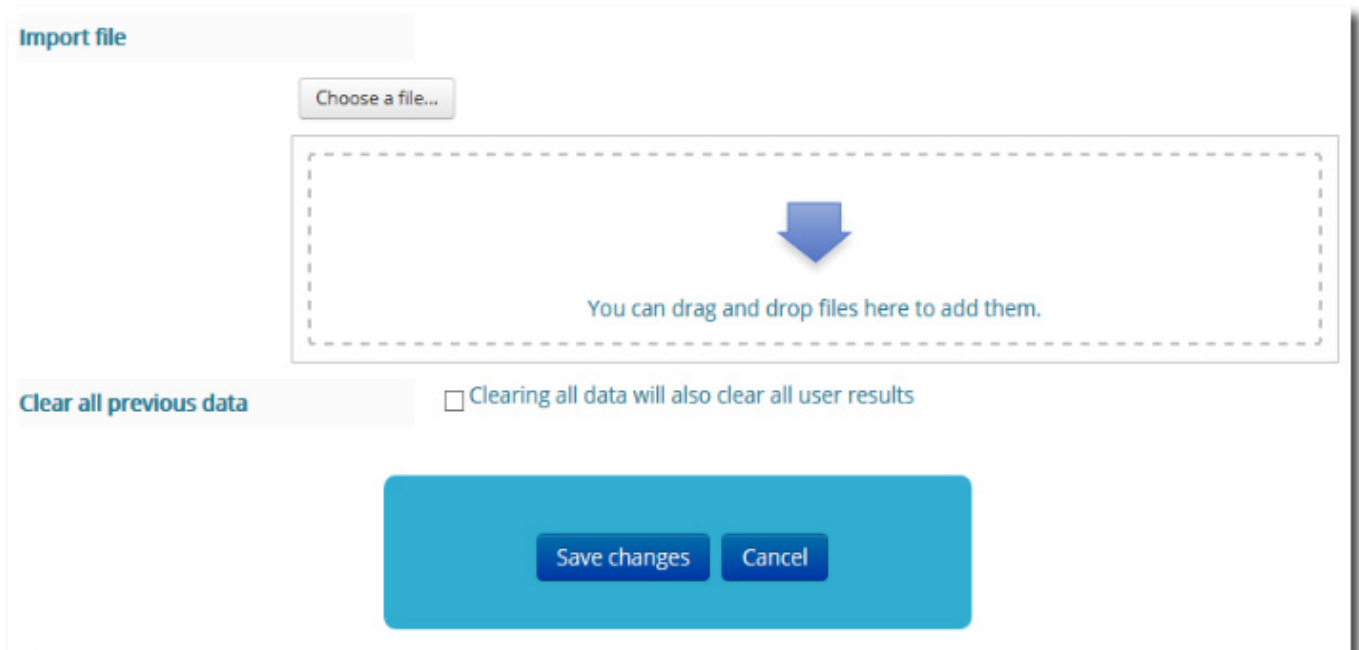 Import file
Choose a file...
You can drag and drop files here to add them.
Clear all previous data
Clearing all data will also clear all user results
Save changes
Cancel